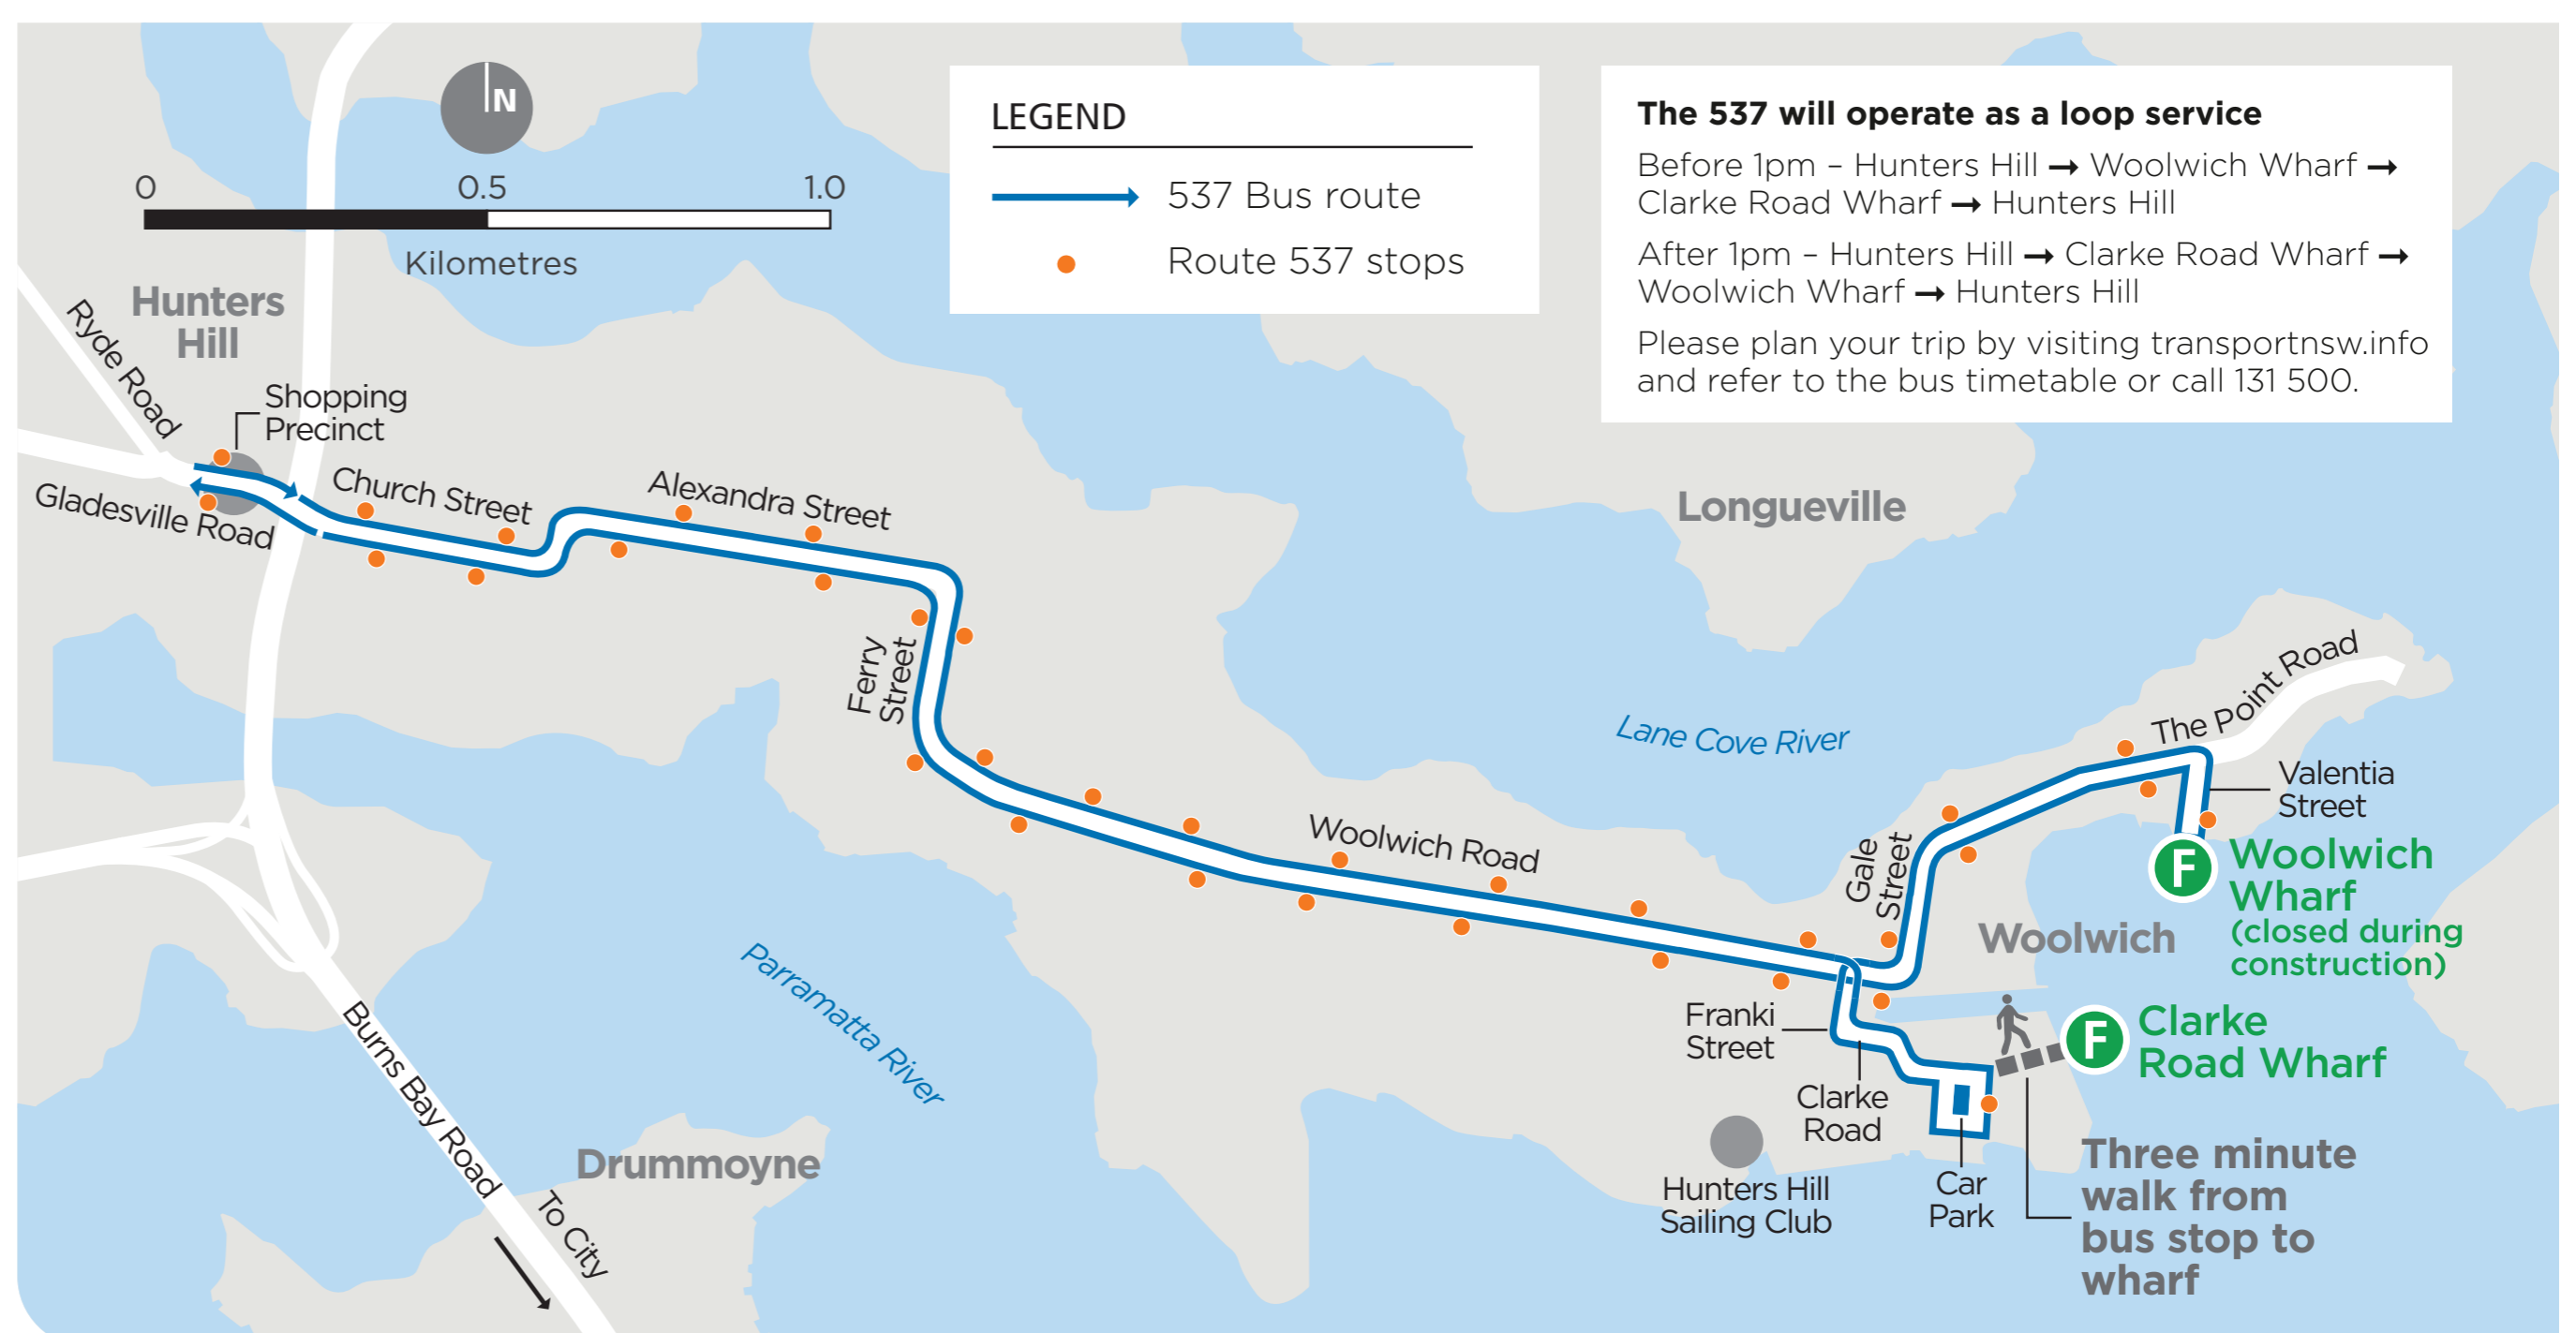 N
0 0.5 1.0
Kilometres
LEGEND
537 Bus route
Route 537 stops
The 537 will operate as a loop service
Before 1pm – Hunters Hill → Woolwich Wharf →
Clarke Road Wharf → Hunters Hill
After 1pm – Hunters Hill → Clarke Road Wharf →
Woolwich Wharf → Hunters Hill
Please plan your trip by visiting transportnsw.info
and refer to the bus timetable or call 131 500.
Hunters
Hill
Ryde Road
Shopping
Precinct
Gladesville Road
Church Street
Alexandra Street
Ferry
Street
Longueville
Lane Cove River
The Point Road
Valentia
Street
F
Woolwich
Wharf
(closed during
construction)
Woolwich Road
Gale
Street
Woolwich
Parramatta River
Franki
Street
F
Clarke
Road Wharf
Clarke
Road
Burns Bay Road
Drummoyne
To City
Hunters Hill
Sailing Club
Car
Park
Three minute
walk from
bus stop to
wharf